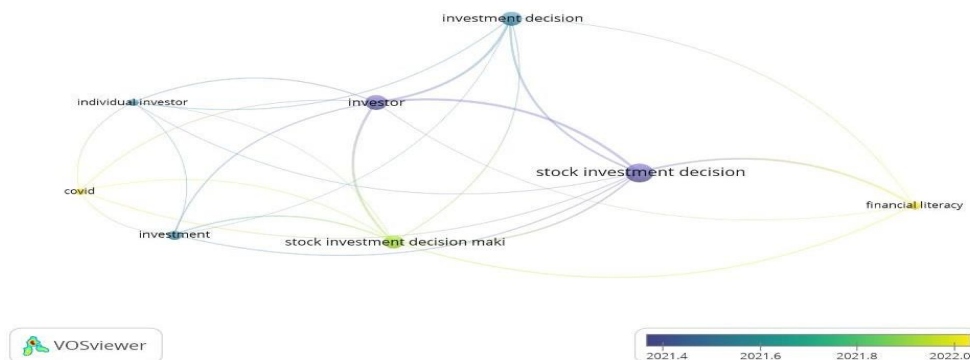 investment decision
individual investor
investor
stock investment decision
covid
financial literacy
investment
stock investment decision maki
VOSviewer
2021.4 2021.6 2021.8 2022.0